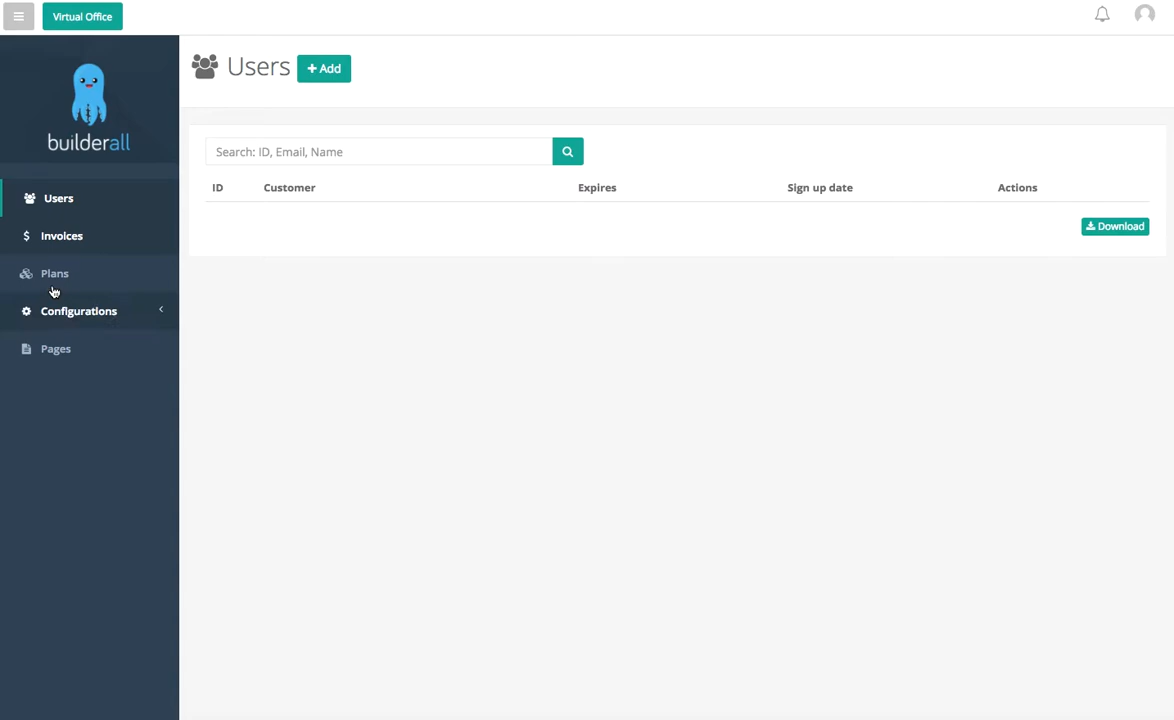 Virtual Office
builderall
Users
Invoices
Plans
Configurations
Pages
Users
+ Add
Search: ID, Email, Name
ID Customer Expires Sign up date Actions
Download